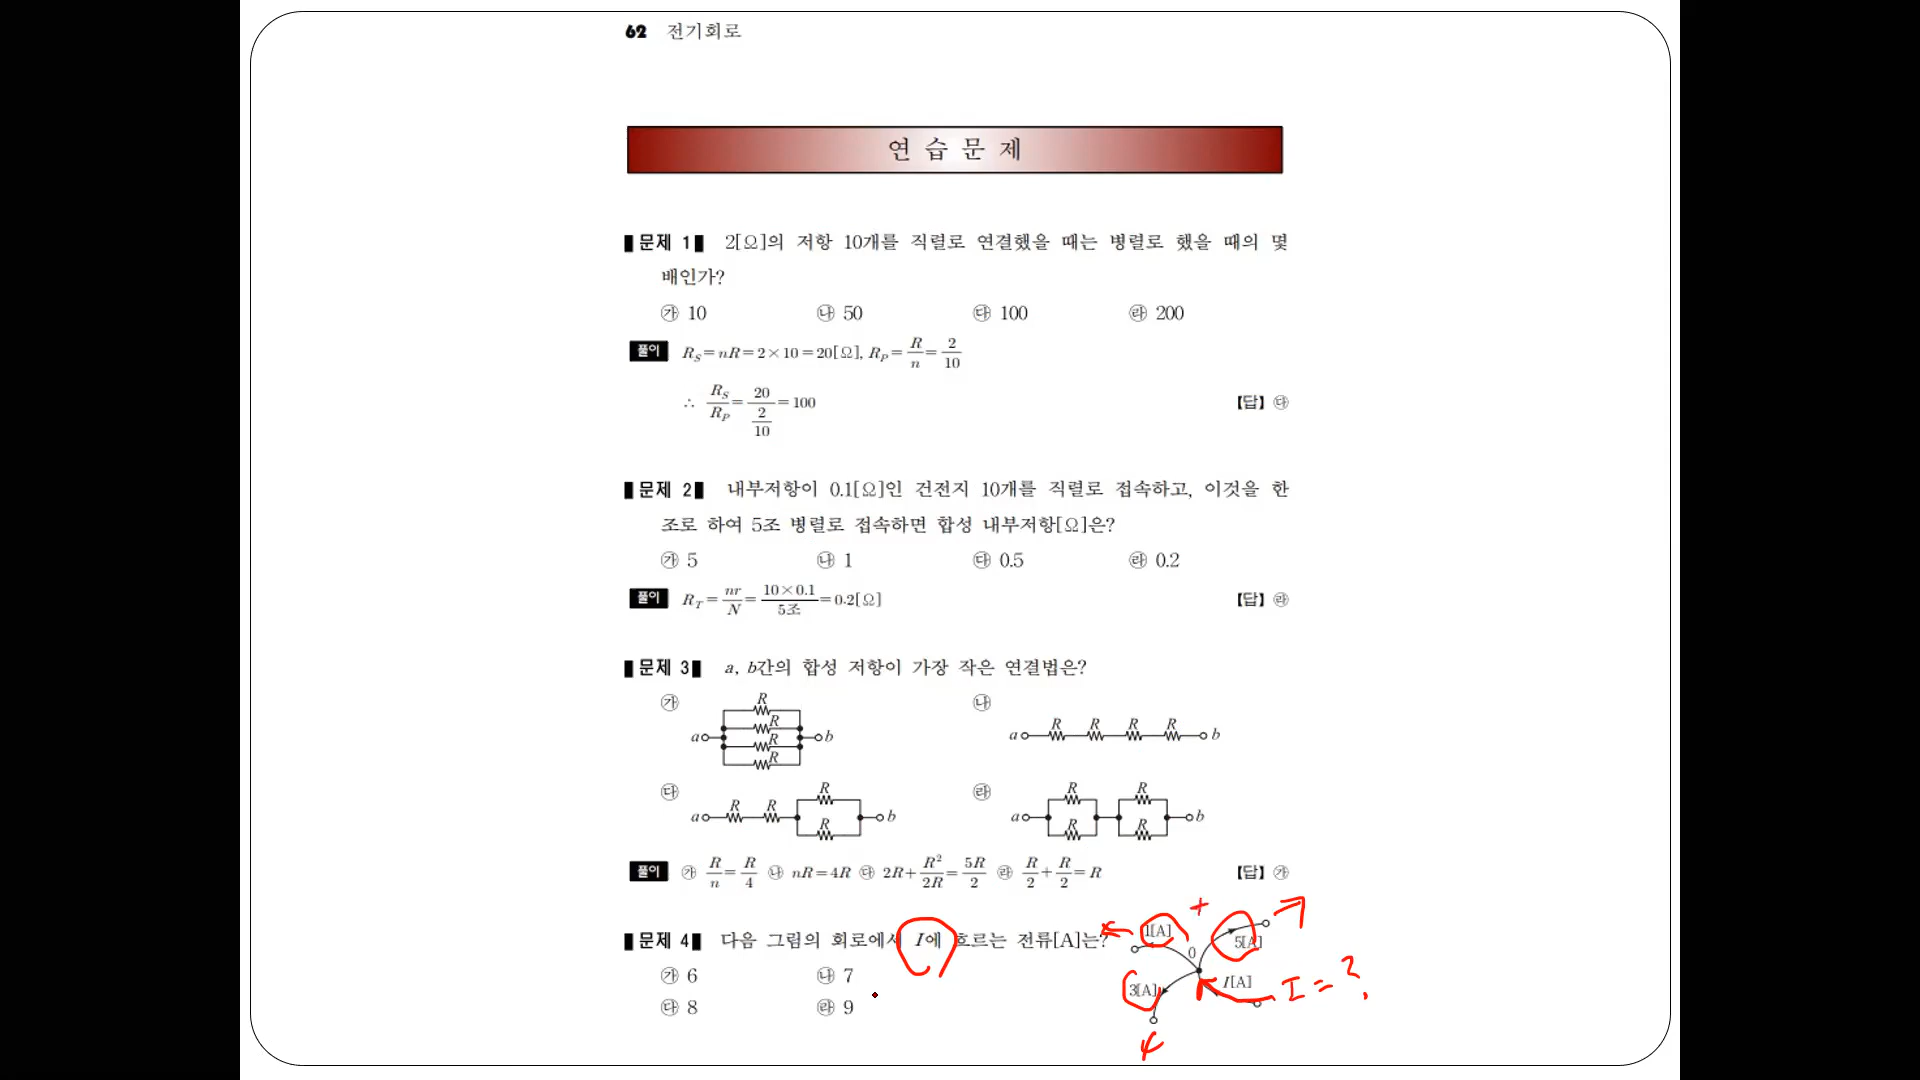 62 전기회로
연 습 문 제
▮문제 1▮ 2[Ω]의 저항 10개를 직렬로 연결했을 때는 병렬로 했을 때의 몇
배인가?
㉮ 10 ㉯ 50 ㉰ 100 ㉱ 200
풀이 R_S=nR=2×10=20[Ω], R_P=R/n=2/10
∴ R_S/R_P=20/(2/10)=100 【답】 ㉰
▮문제 2▮ 내부저항이 0.1[Ω]인 건전지 10개를 직렬로 접속하고, 이것을 한
조로 하여 5조 병렬로 접속하면 합성 내부저항[Ω]은?
㉮ 5 ㉯ 1 ㉰ 0.5 ㉱ 0.2
풀이 R_T=nr/N=10×0.1/5조=0.2[Ω] 【답】 ㉱
▮문제 3▮ a, b간의 합성 저항이 가장 작은 연결법은?
㉮ a R R R R b
㉯ a R R R R b
㉰ a R R R R b
㉱ a R R R R b
풀이 ㉮ R/n=R/4 ㉯ nR=4R ㉰ 2R+R²/2R=5R/2 ㉱ R/2+R/2=R 【답】 ㉮
▮문제 4▮ 다음 그림의 회로에서 I에 흐르는 전류[A]는?
㉮ 6 ㉯ 7
㉰ 8 ㉱ 9
+
1[A] 5[A]
0
3[A] I[A] I = ?